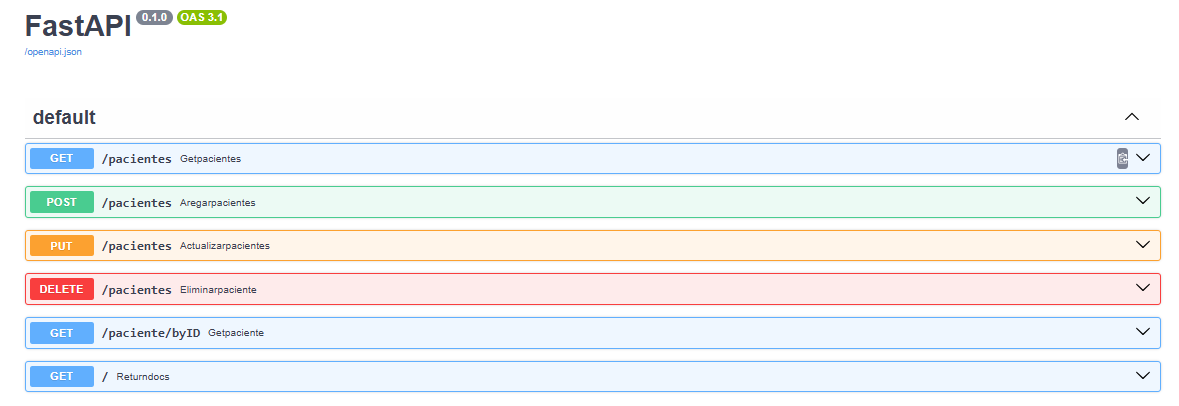 FastAPI 0.1.0 OAS 3.1
/openapi.json
default
GET /pacientes Getpacientes
POST /pacientes Aregarpacientes
PUT /pacientes Actualizarpacientes
DELETE /pacientes Eliminarpaciente
GET /paciente/byID Getpaciente
GET / Returndocs